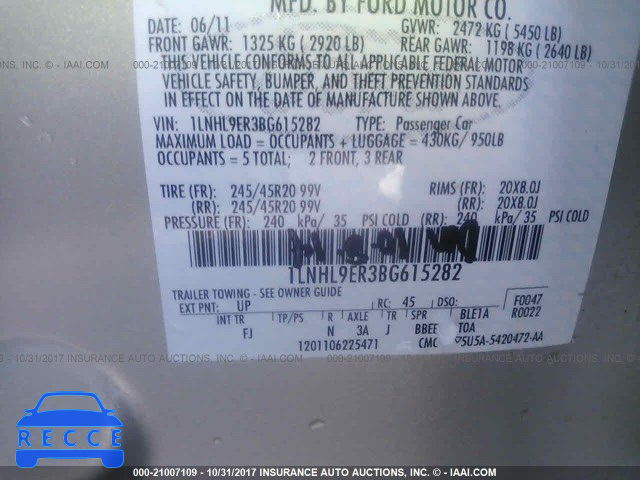 MFD. BY FORD MOTOR CO.
DATE: 06/11 GVWR: 2472 KG ( 5450 LB)
FRONT GAWR: 1325 KG ( 2920 LB) REAR GAWR: 1198 KG ( 2640 LB)
THIS VEHICLE CONFORMS TO ALL APPLICABLE FEDERAL MOTOR
VEHICLE SAFETY, BUMPER, AND THEFT PREVENTION STANDARDS
IN EFFECT ON THE DATE OF MANUFACTURE SHOWN ABOVE.
VIN: 1LNHL9ER3BG615282 TYPE: Passenger Car
MAXIMUM LOAD = OCCUPANTS + LUGGAGE = 430KG/ 950LB
OCCUPANTS = 5 TOTAL; 2 FRONT, 3 REAR
TIRE (FR): 245/45R20 99V RIMS (FR): 20X8.0J
(RR): 245/45R20 99V (RR): 20X8.0J
PRESSURE (FR): 240 kPa/ 35 PSI COLD (RR): 240 kPa/ 35 PSI COLD
1LNHL9ER3BG615282
TRAILER TOWING - SEE OWNER GUIDE
EXT PNT: UP RC: 45 DSO: F0047
INT TR TP/PS R AXLE TR SPR BLE1A R0022
FJ N 3A J BBEE TOA
1201106225471 CMC 5U5A-5420472-AA
000-21007109 - 10/31/2017 INSURANCE AUTO AUCTIONS SELECT © - IAAI.COM
RECCE